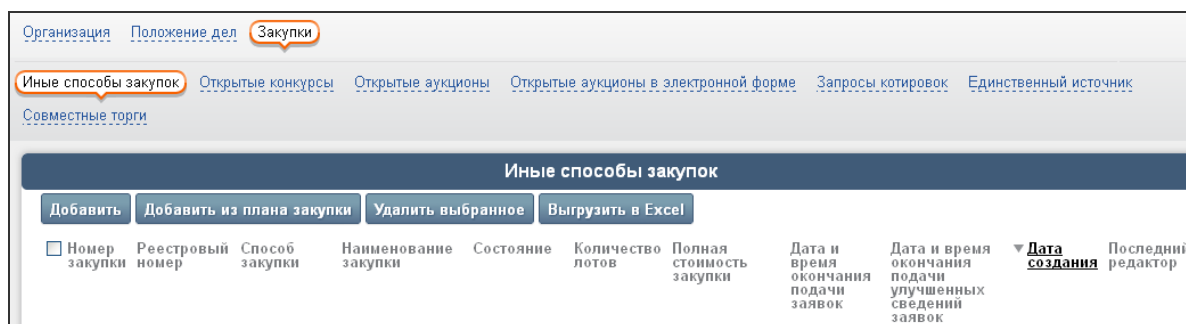 Организация Положение дел Закупки
Иные способы закупок Открытые конкурсы Открытые аукционы Открытые аукционы в электронной форме Запросы котировок Единственный источник
Совместные торги
Иные способы закупок
Добавить Добавить из плана закупки Удалить выбранное Выгрузить в Excel
Номер закупки Реестровый номер Способ закупки Наименование закупки Состояние Количество лотов Полная стоимость закупки Дата и время окончания подачи заявок Дата и время окончания подачи улучшенных сведений заявок Дата создания Последний редактор